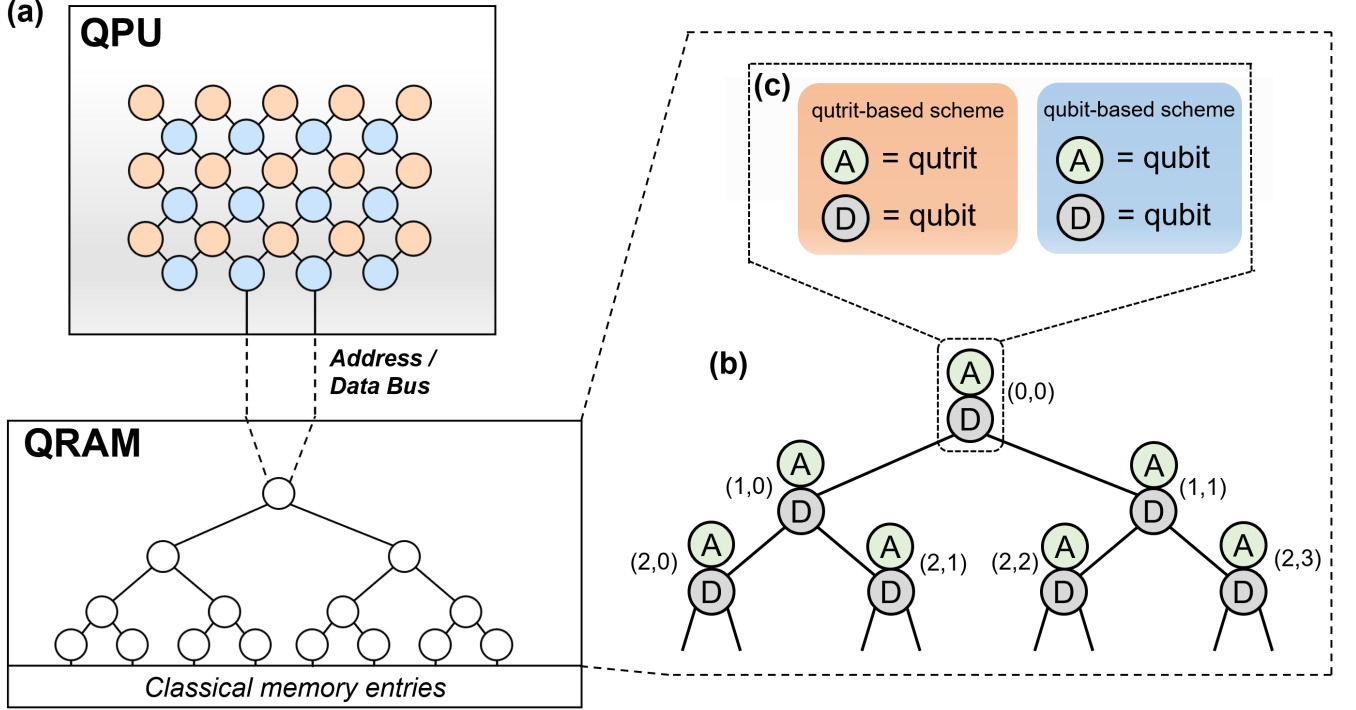 (a)
QPU
Address /
Data Bus
QRAM
Classical memory entries
(c)
qutrit-based scheme
A = qutrit
D = qubit
qubit-based scheme
A = qubit
D = qubit
(b)
A
D
(0,0)
A
D
(1,0)
A
D
(1,1)
A
D
(2,0)
A
D
(2,1)
A
D
(2,2)
A
D
(2,3)